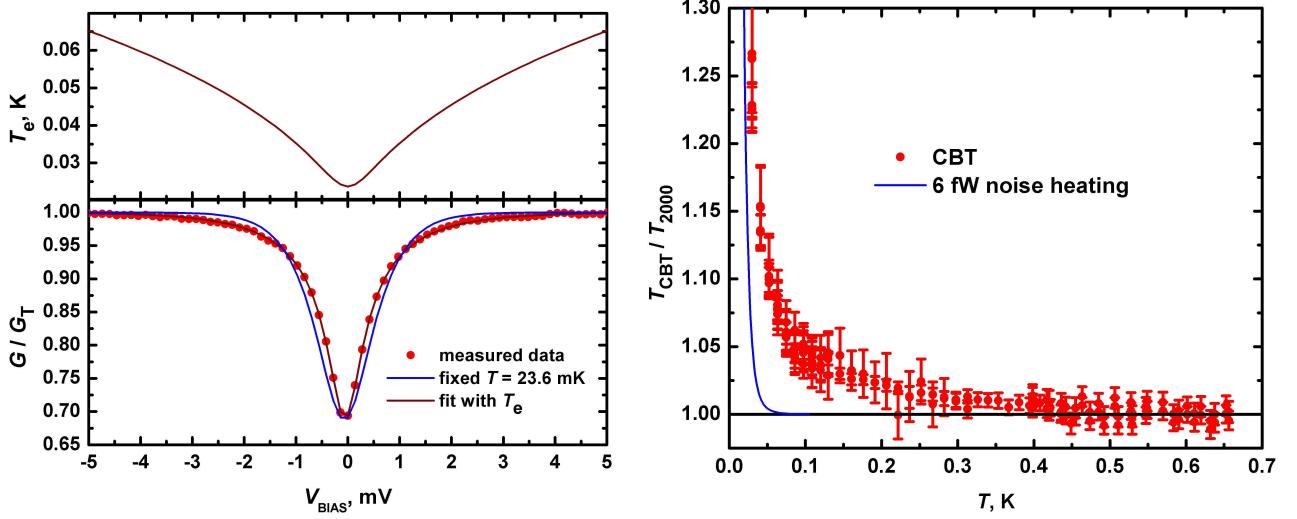 0.06
0.05
0.04
0.03
T_e, K
1.00
0.95
0.90
0.85
0.80
0.75
0.70
0.65
G / G_T
measured data
fixed T = 23.6 mK
fit with T_e
-5 -4 -3 -2 -1 0 1 2 3 4 5
V_BIAS, mV
1.30
1.25
1.20
1.15
1.10
1.05
1.00
T_CBT / T_2000
CBT
6 fW noise heating
0.0 0.1 0.2 0.3 0.4 0.5 0.6 0.7
T, K